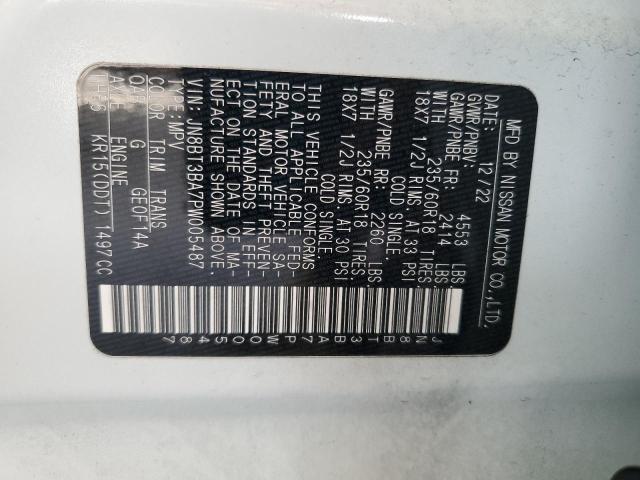 MFD BY NISSAN MOTOR CO.,LTD.
DATE: 12/22
GVWR/PNBV: 4553 LBS.
GAWR/PNBE FR: 2414 LBS.
WITH 235/60R18 TIRES,
18X7 1/2J RIMS, AT 33 PSI
COLD SINGLE.
GAWR/PNBE RR: 2260 LBS.
WITH 235/60R18 TIRES,
18X7 1/2J RIMS, AT 30 PSI
COLD SINGLE.
THIS VEHICLE CONFORMS
TO ALL APPLICABLE FED-
ERAL MOTOR VEHICLE SA-
FETY AND THEFT PREVEN-
TION STANDARDS IN EFF-
ECT ON THE DATE OF MA-
NUFACTURE SHOWN ABOVE.
VIN: JN8BT3BA7PW005487
TYPE: MPV
COLOR TRIM TRANS
G GE0F14A
AXLE ENGINE
KR15(DDT) 1497CC
JN8BT3BA7PW005487